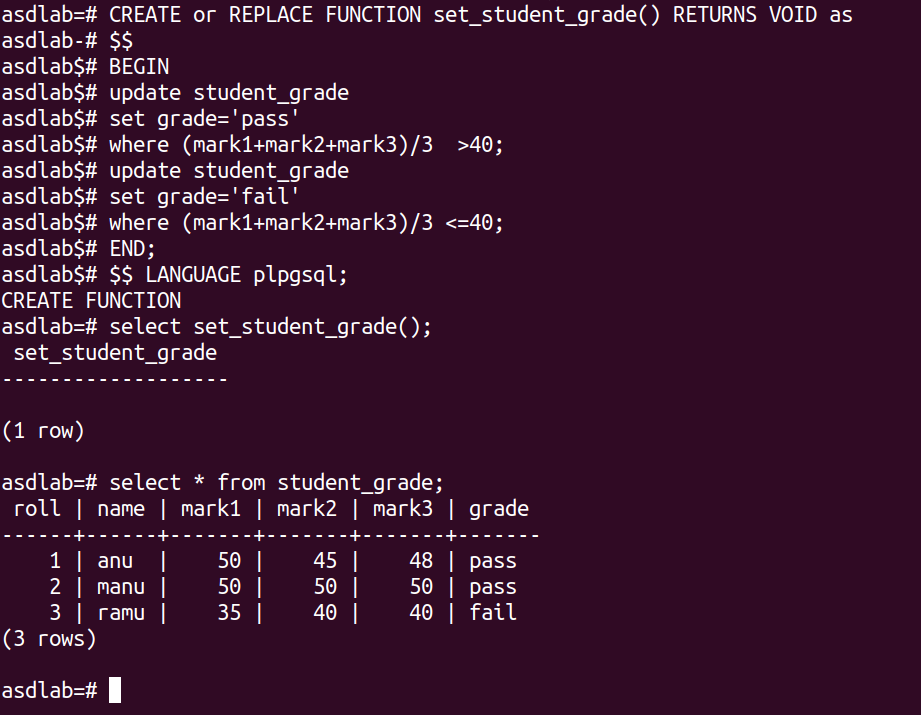 asdlab=# CREATE or REPLACE FUNCTION set_student_grade() RETURNS VOID as
asdlab-# $$
asdlab$# BEGIN
asdlab$# update student_grade
asdlab$# set grade='pass'
asdlab$# where (mark1+mark2+mark3)/3  >40;
asdlab$# update student_grade
asdlab$# set grade='fail'
asdlab$# where (mark1+mark2+mark3)/3 <=40;
asdlab$# END;
asdlab$# $$ LANGUAGE plpgsql;
CREATE FUNCTION
asdlab=# select set_student_grade();
 set_student_grade
-------------------

(1 row)

asdlab=# select * from student_grade;
 roll | name | mark1 | mark2 | mark3 | grade
------+------+-------+-------+-------+-------
    1 | anu  |    50 |    45 |    48 | pass
    2 | manu |    50 |    50 |    50 | pass
    3 | ramu |    35 |    40 |    40 | fail
(3 rows)

asdlab=#